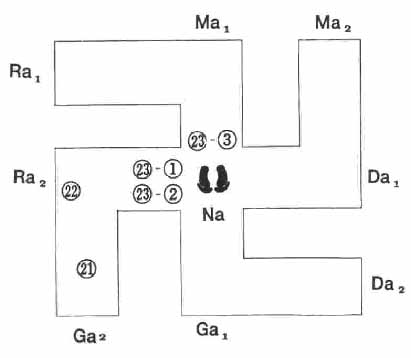 Ma₁ Ma₂
Ra₁
㉓-③
㉓-①
Ra₂ Da₁
㉒ ㉓-②
Na
㉑
Da₂
Ga₂ Ga₁